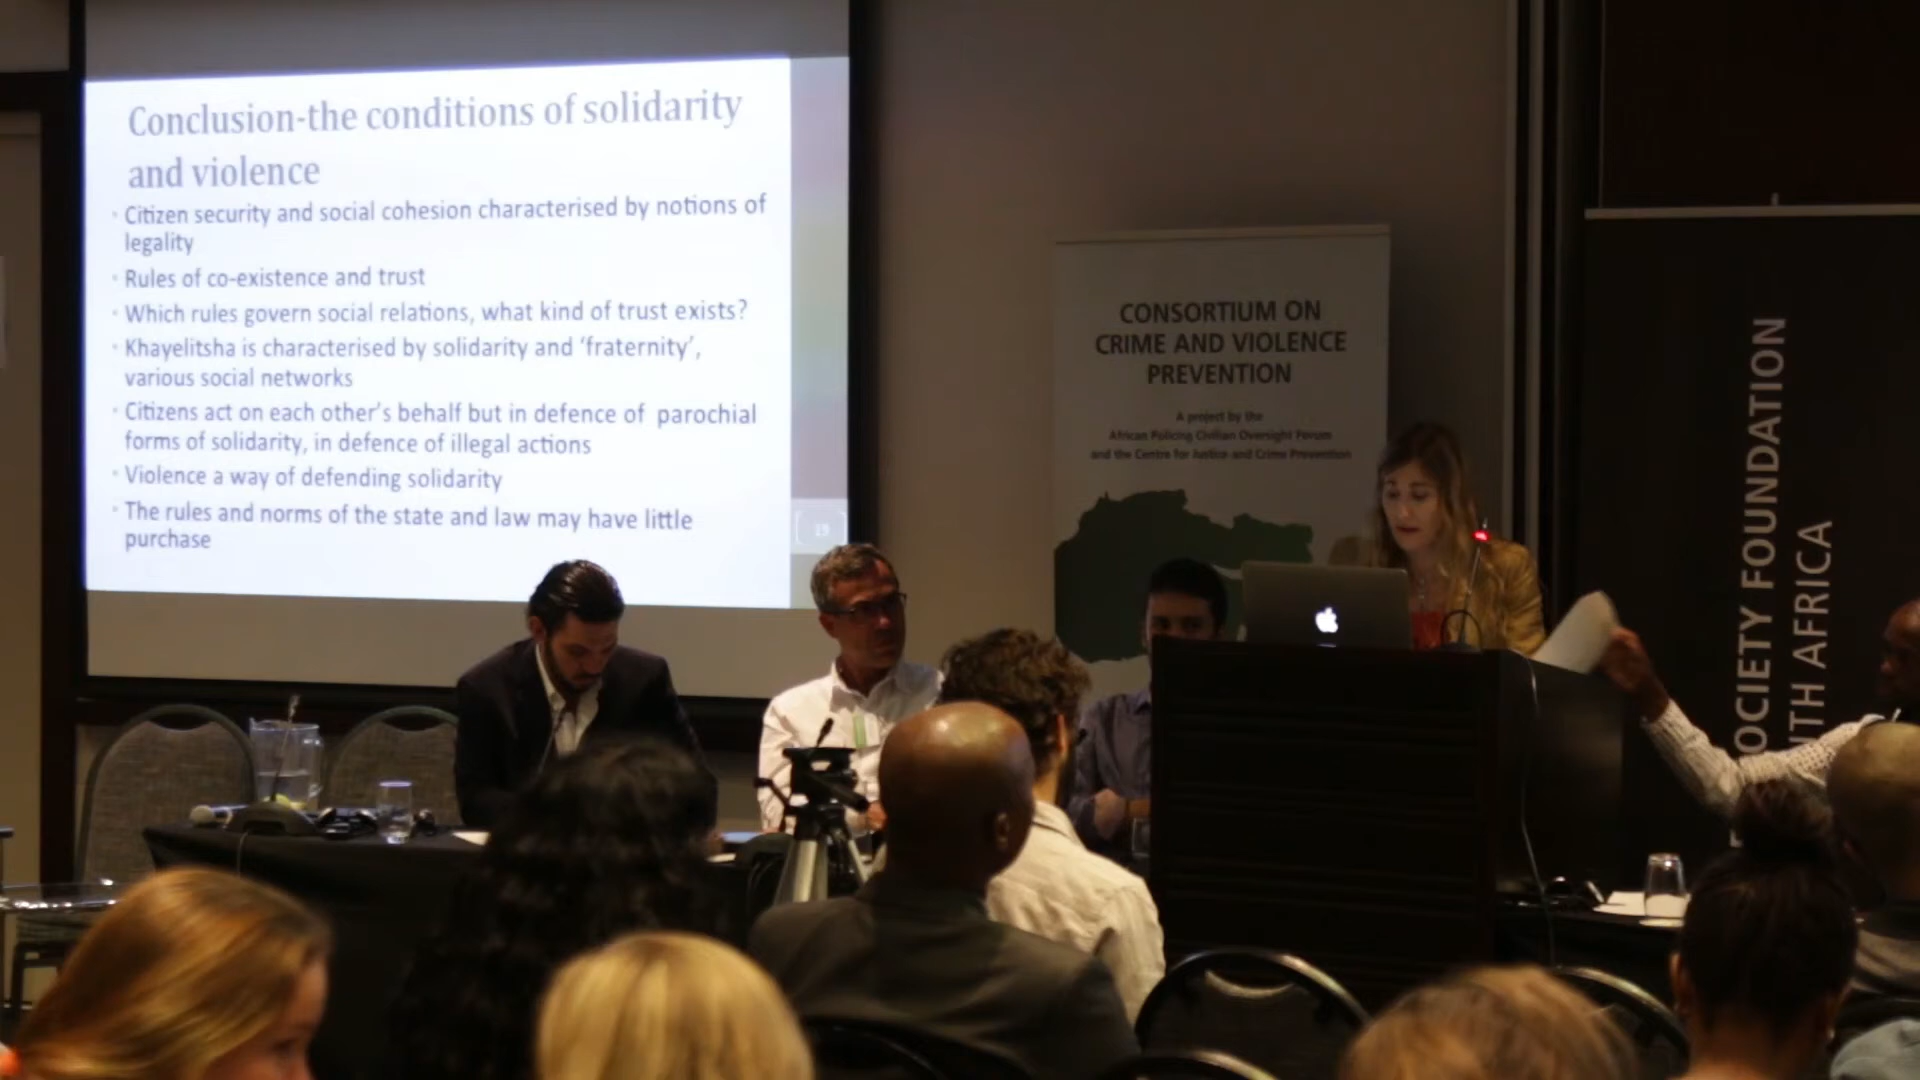 Conclusion-the conditions of solidarity
and violence
Citizen security and social cohesion characterised by notions of
legality
Rules of co-existence and trust
Which rules govern social relations, what kind of trust exists?
Khayelitsha is characterised by solidarity and ‘fraternity’,
various social networks
Citizens act on each other’s behalf but in defence of parochial
forms of solidarity, in defence of illegal actions
Violence a way of defending solidarity
The rules and norms of the state and law may have little
purchase
19
CONSORTIUM ON
CRIME AND VIOLENCE
PREVENTION
A project by the
African Policing Civilian Oversight Forum
and the Centre for Justice and Crime Prevention
OCIETY FOUNDATION
TH AFRICA